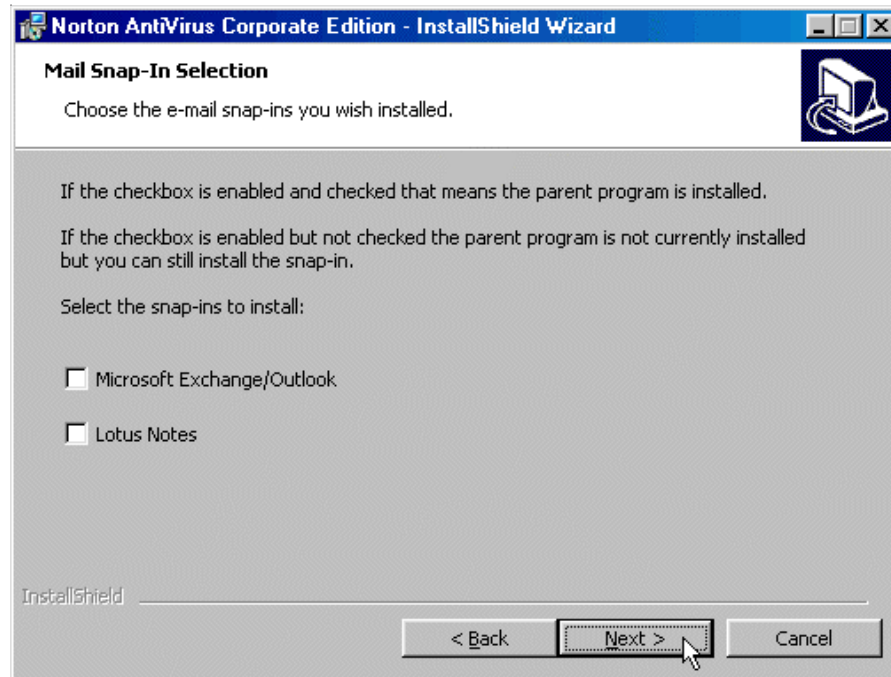 Norton AntiVirus Corporate Edition - InstallShield Wizard
Mail Snap-In Selection
Choose the e-mail snap-ins you wish installed.
If the checkbox is enabled and checked that means the parent program is installed.
If the checkbox is enabled but not checked the parent program is not currently installed
but you can still install the snap-in.
Select the snap-ins to install:
Microsoft Exchange/Outlook
Lotus Notes
InstallShield
< Back
Next >
Cancel